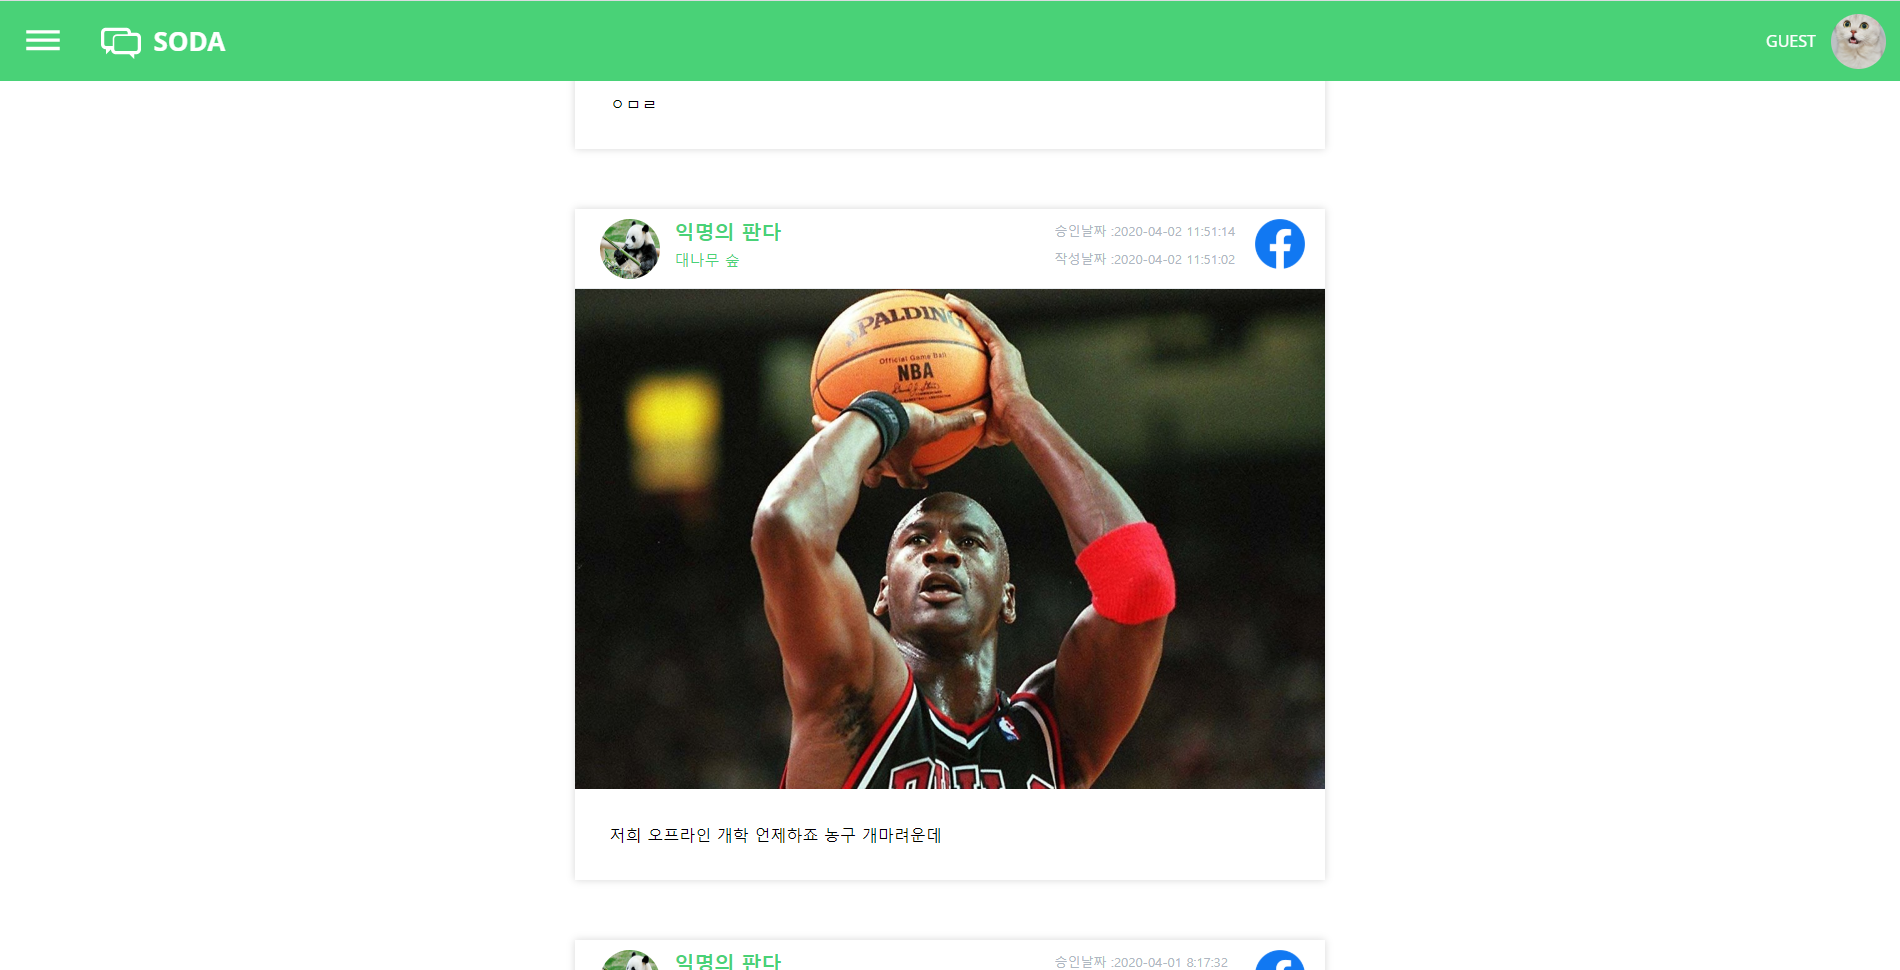 SODA
GUEST
ㅇㅁㄹ
익명의 판다
대나무 숲
승인날짜 :2020-04-02 11:51:14
작성날짜 :2020-04-02 11:51:02
SPALDING
Official Game Ball
NBA
저희 오프라인 개학 언제하죠 농구 개마려운데
익명의 판다
승인날짜 :2020-04-01 8:17:32